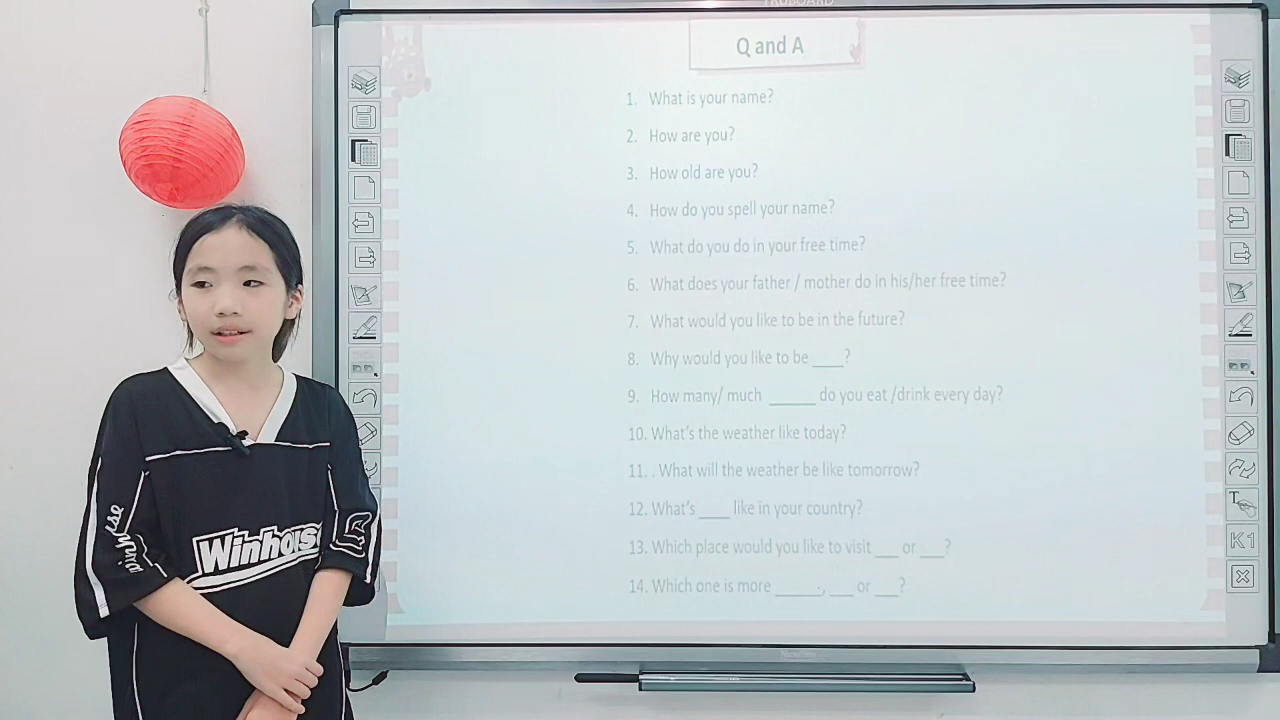 Q and A
1. What is your name?
2. How are you?
3. How old are you?
4. How do you spell your name?
5. What do you do in your free time?
6. What does your father / mother do in his/her free time?
7. What would you like to be in the future?
8. Why would you like to be ____?
9. How many/ much ______ do you eat /drink every day?
10. What's the weather like today?
11. . What will the weather be like tomorrow?
12. What's ____ like in your country?
13. Which place would you like to visit ___ or ___?
14. Which one is more ______, ___ or ___?
T
K1
Winhouse